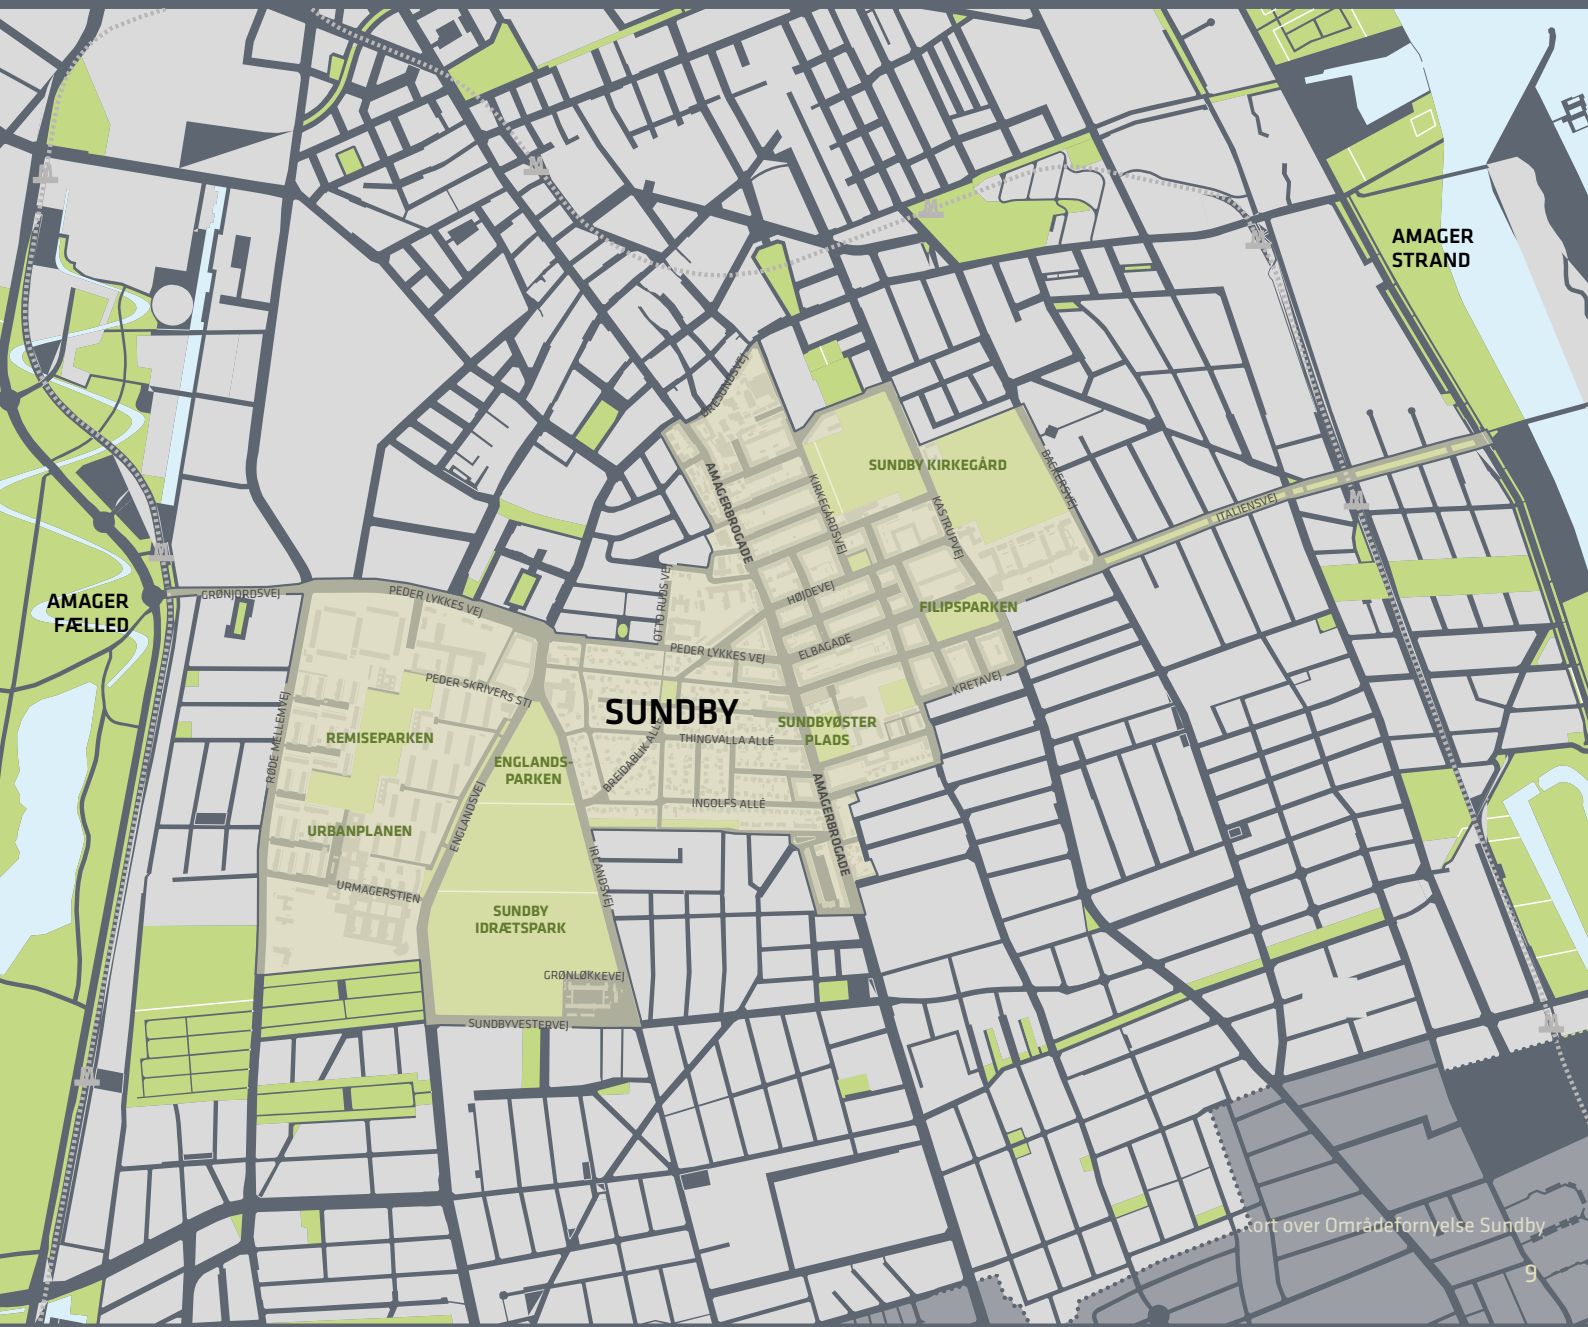 AMAGER
STRAND
ØRESUNDSVEJ
AMAGERBROGADE
SUNDBY KIRKEGÅRD
KIRKEGÅRDSVEJ
KASTRUPVEJ
BACKERSVEJ
ITALIENSVEJ
AMAGER
FÆLLED
GRØNJORDSVEJ
PEDER LYKKES VEJ
OTTO RUDS VEJ
HØJDEVEJ
FILIPSPARKEN
ELBAGADE
PEDER LYKKES VEJ
KRETAVEJ
PEDER SKRIVERS STI
SUNDBY
RØDE MELLEMVEJ
REMISEPARKEN
ENGLANDS-
PARKEN
BREIDABLIK ALLÉ
THINGVALLA ALLÉ
SUNDBYØSTER
PLADS
INGOLFS ALLÉ
AMAGERBROGADE
URBANPLANEN
ENGLANDSVEJ
IRLANDSVEJ
URMAGERSTIEN
SUNDBY
IDRÆTSPARK
GRØNLØKKEVEJ
SUNDBYVESTERVEJ
M
M
M
M
M
M
M
M
Kort over Områdefornyelse Sundby
9